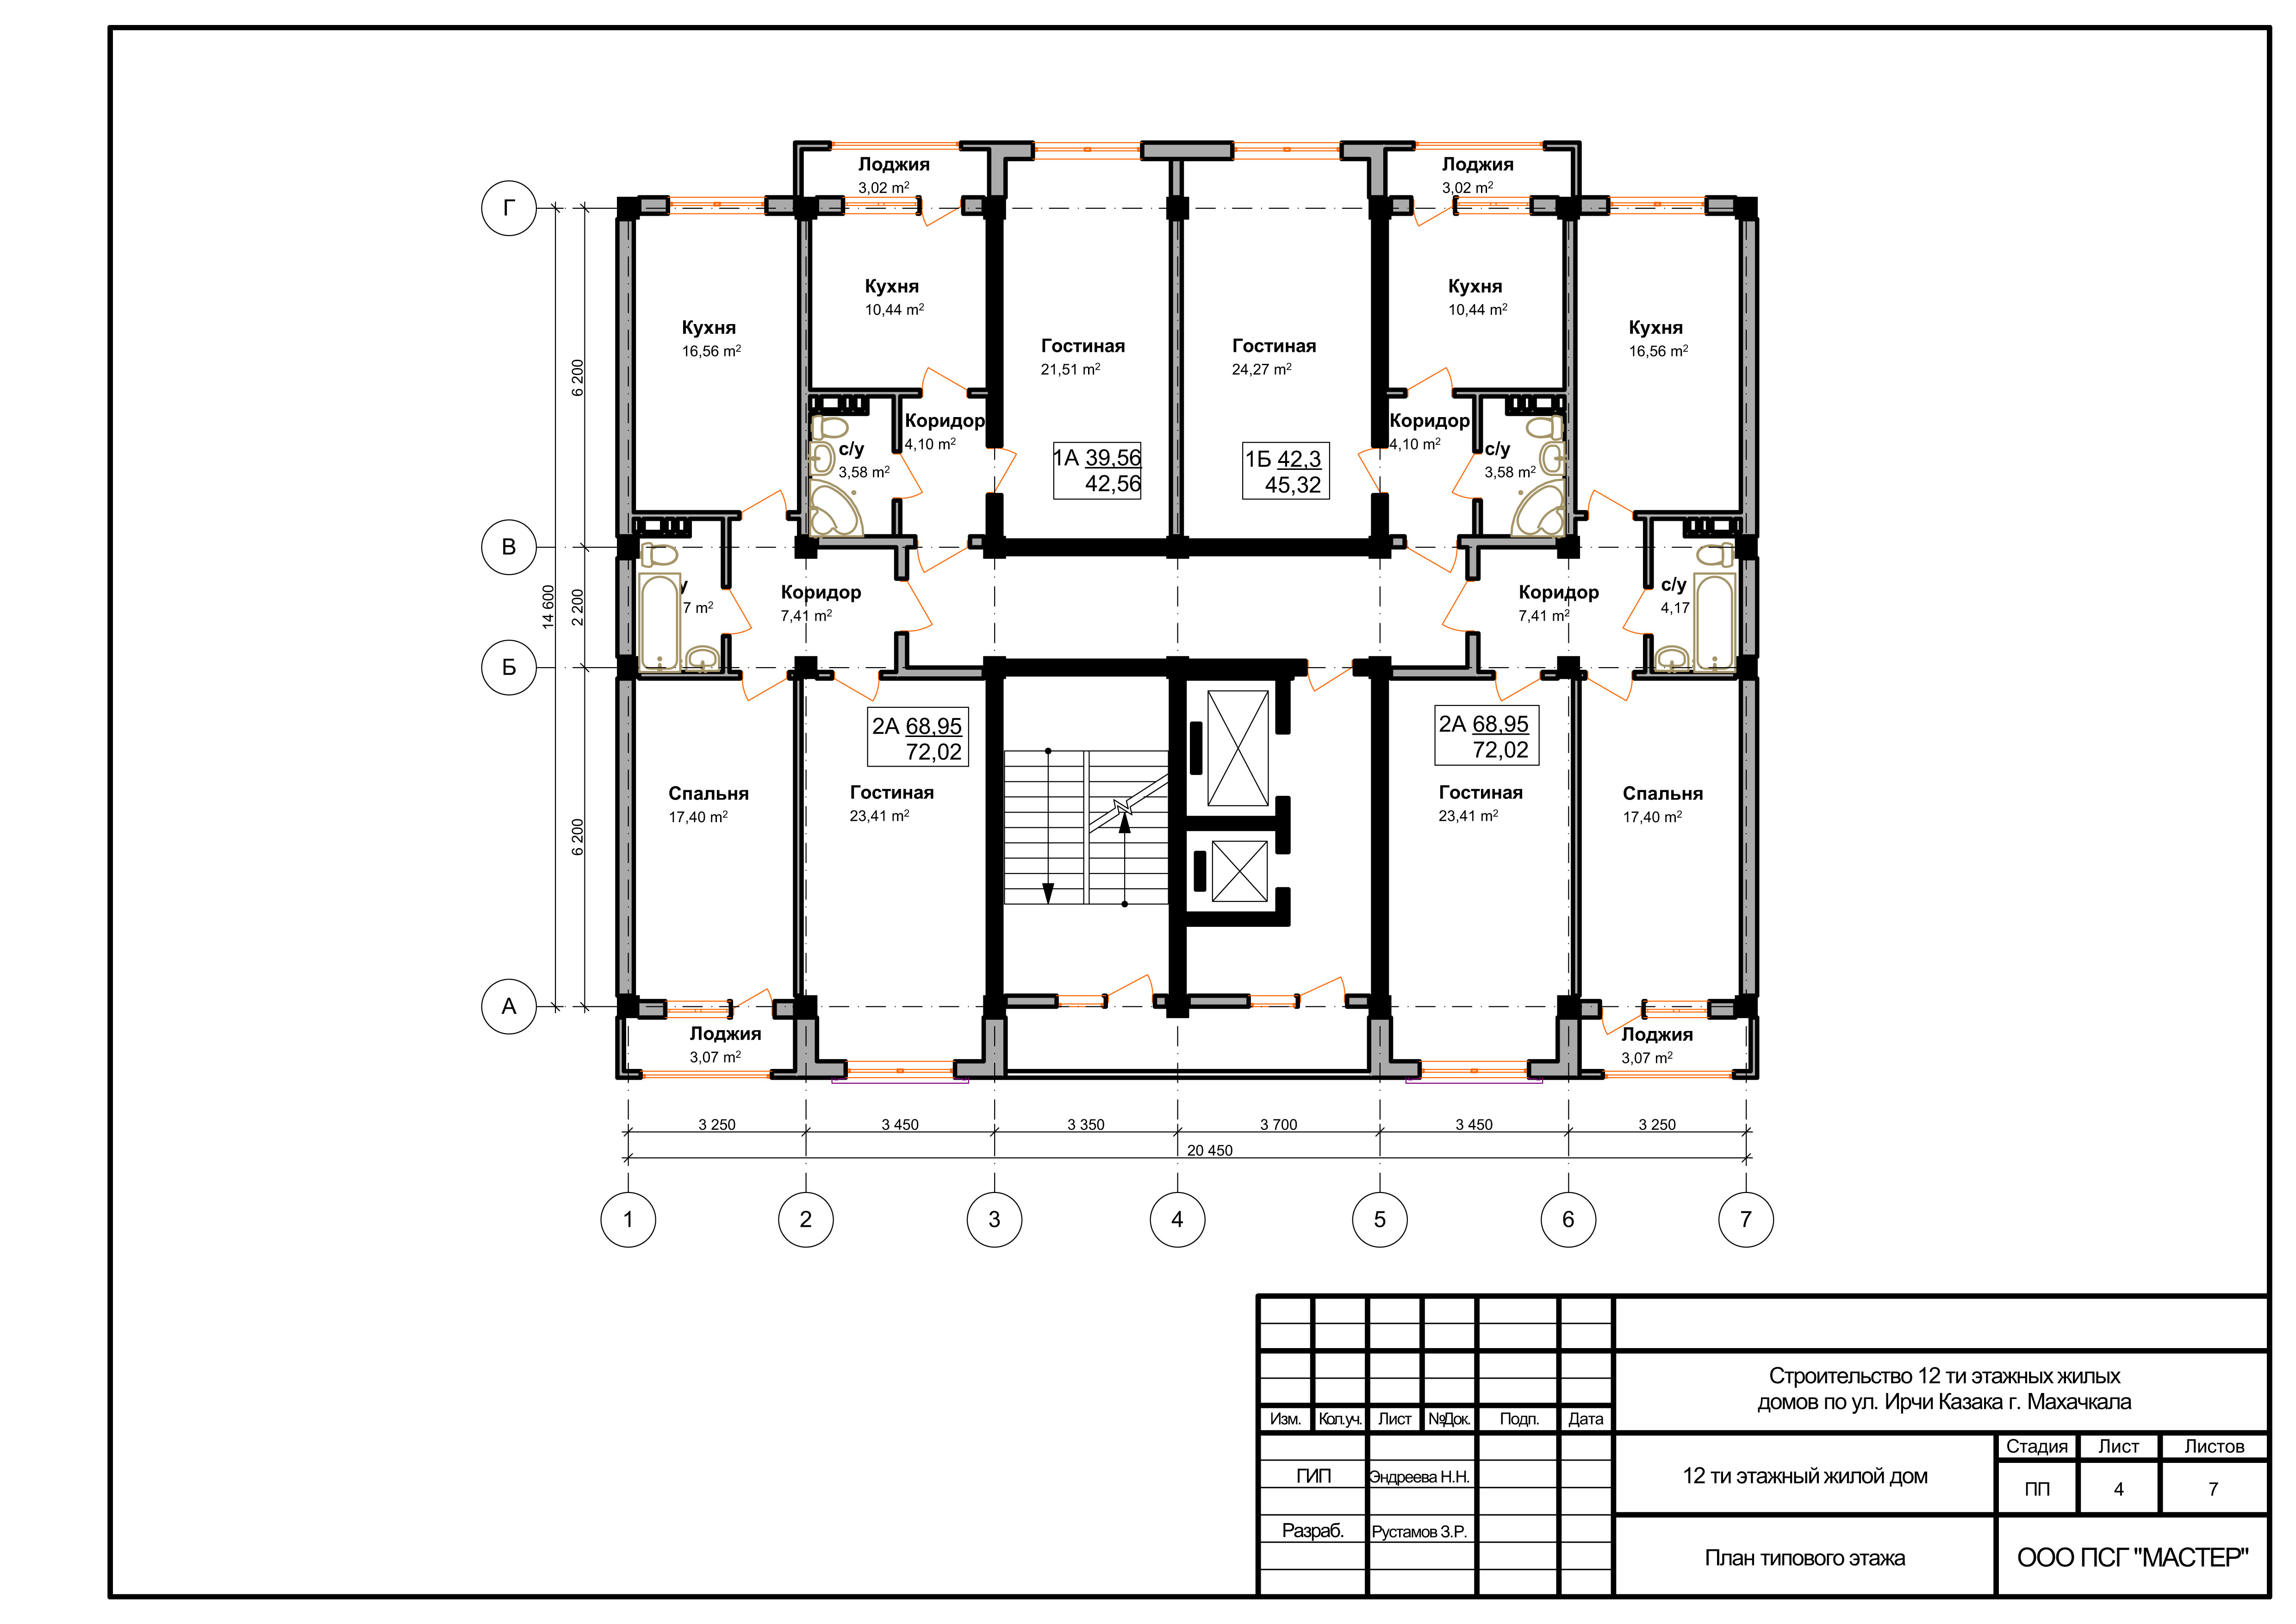 Лоджия
3,02 m²
Лоджия
3,02 m²
Г
Кухня
10,44 m²
Кухня
10,44 m²
Кухня
16,56 m²
Гостиная
21,51 m²
Гостиная
24,27 m²
Кухня
16,56 m²
6 200
Коридор
4,10 m²
Коридор
4,10 m²
с/у
3,58 m²
с/у
3,58 m²
1А 39,56
42,56
1Б 42,3
45,32
В
14 600
2 200
7 m²
Коридор
7,41 m²
Коридор
7,41 m²
с/у
4,17
Б
2А 68,95
72,02
2А 68,95
72,02
Спальня
17,40 m²
Гостиная
23,41 m²
Гостиная
23,41 m²
Спальня
17,40 m²
6 200
А
Лоджия
3,07 m²
Лоджия
3,07 m²
3 250
3 450
3 350
3 700
3 450
3 250
20 450
1
2
3
4
5
6
7
Строительство 12 ти этажных жилых
домов по ул. Ирчи Казака г. Махачкала
Изм. Кол.уч. Лист №Док. Подп. Дата
Стадия Лист Листов
ГИП Эндреева Н.Н.
12 ти этажный жилой дом
ПП 4 7
Разраб. Рустамов З.Р.
План типового этажа
ООО ПСГ "МАСТЕР"